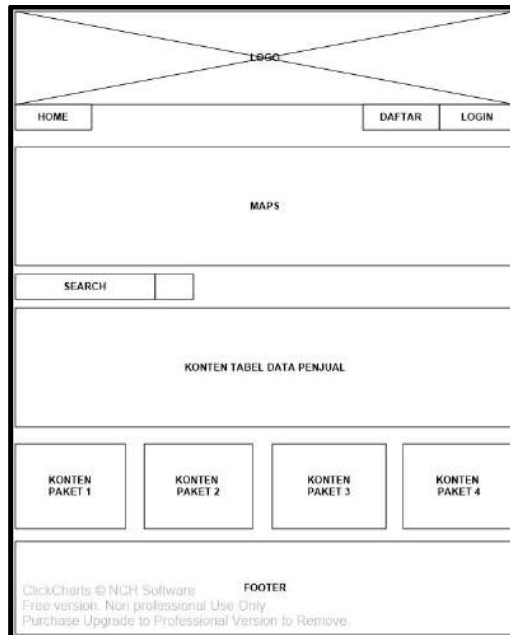 LOGO
HOME
DAFTAR
LOGIN
MAPS
SEARCH
KONTEN TABEL DATA PENJUAL
KONTEN
PAKET 1
KONTEN
PAKET 2
KONTEN
PAKET 3
KONTEN
PAKET 4
FOOTER
ClickCharts © NCH Software
Free version. Non professional Use Only.
Purchase Upgrade to Professional Version to Remove.